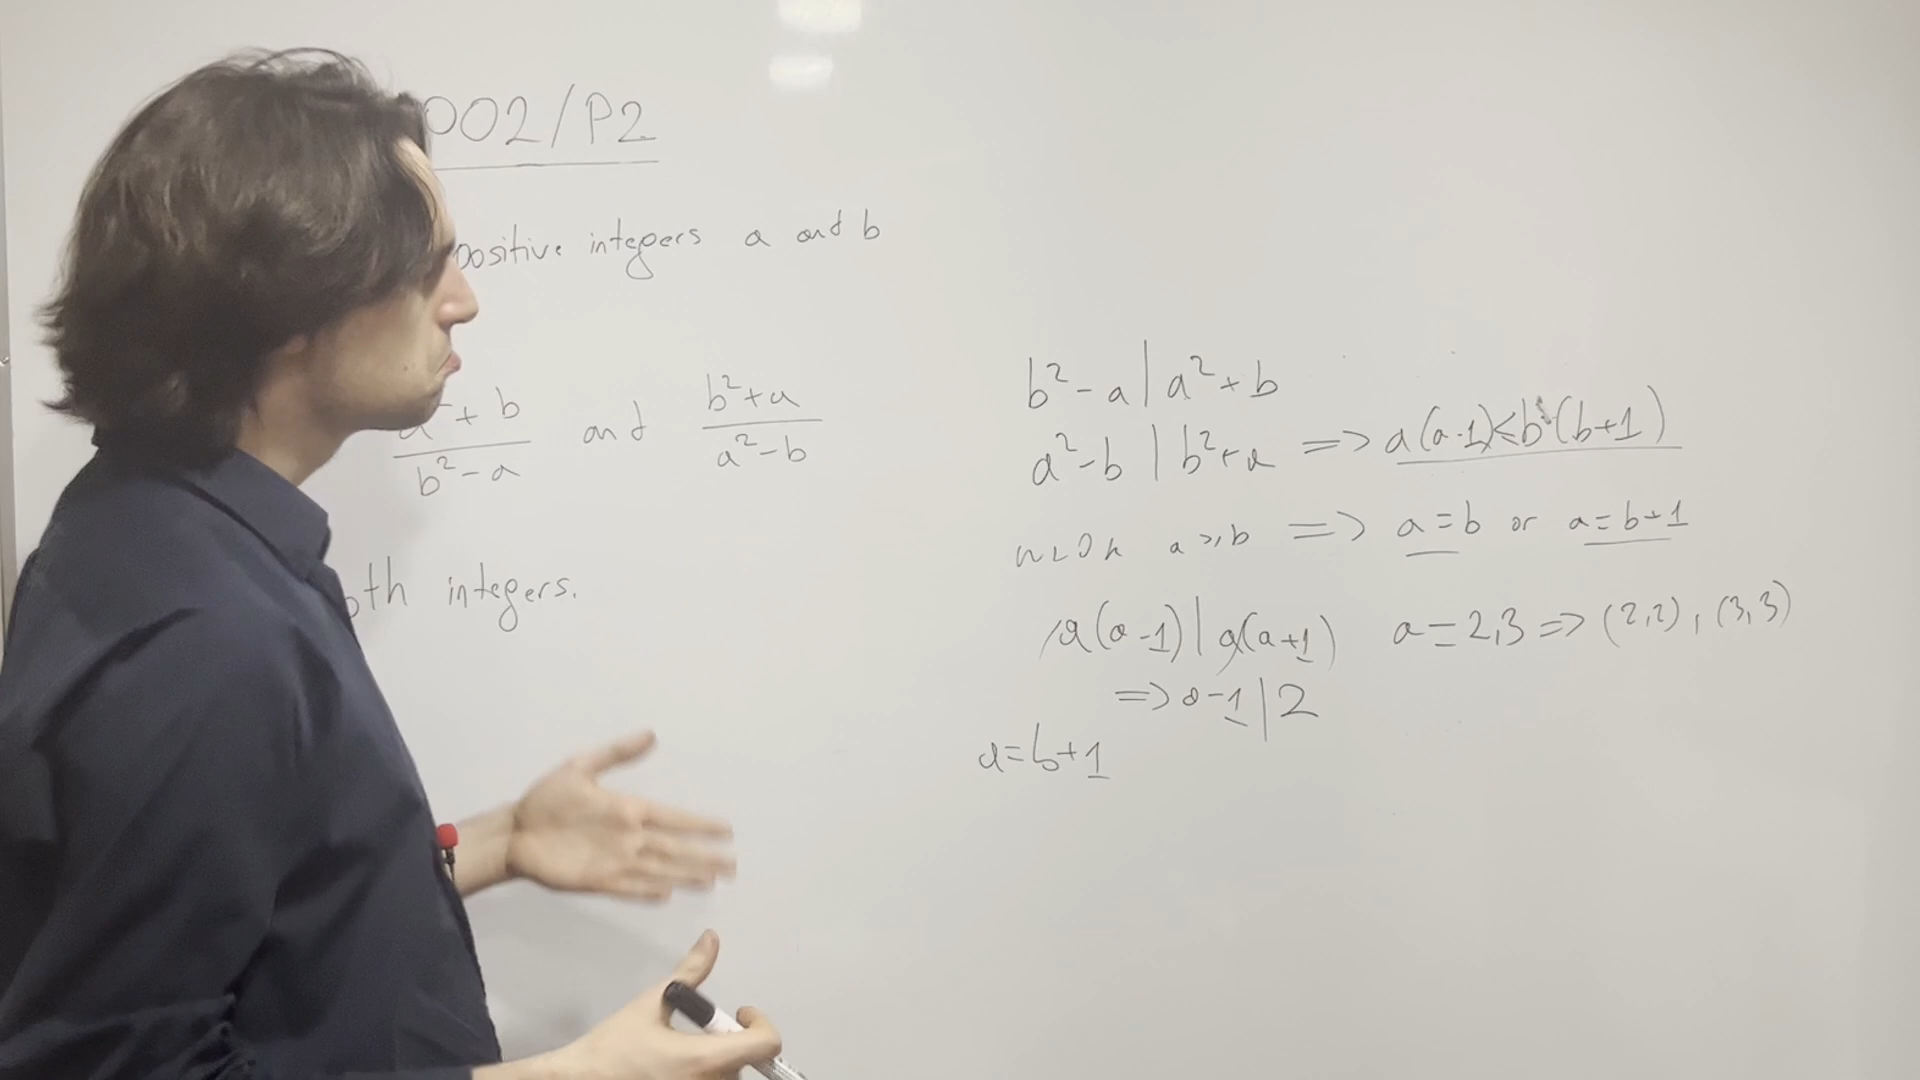 002/P2
positive integers a and b
a²+b / b²-a and b²+a / a²-b
oth integers.
b²-a | a²+b
a²-b | b²+a => a(a-1)≤b(b+1)
a≥b => a=b or a=b+1
a(a-1) | a(a+1) a=2,3 => (2,2), (3,3)
=> a-1 | 2
a=b+1